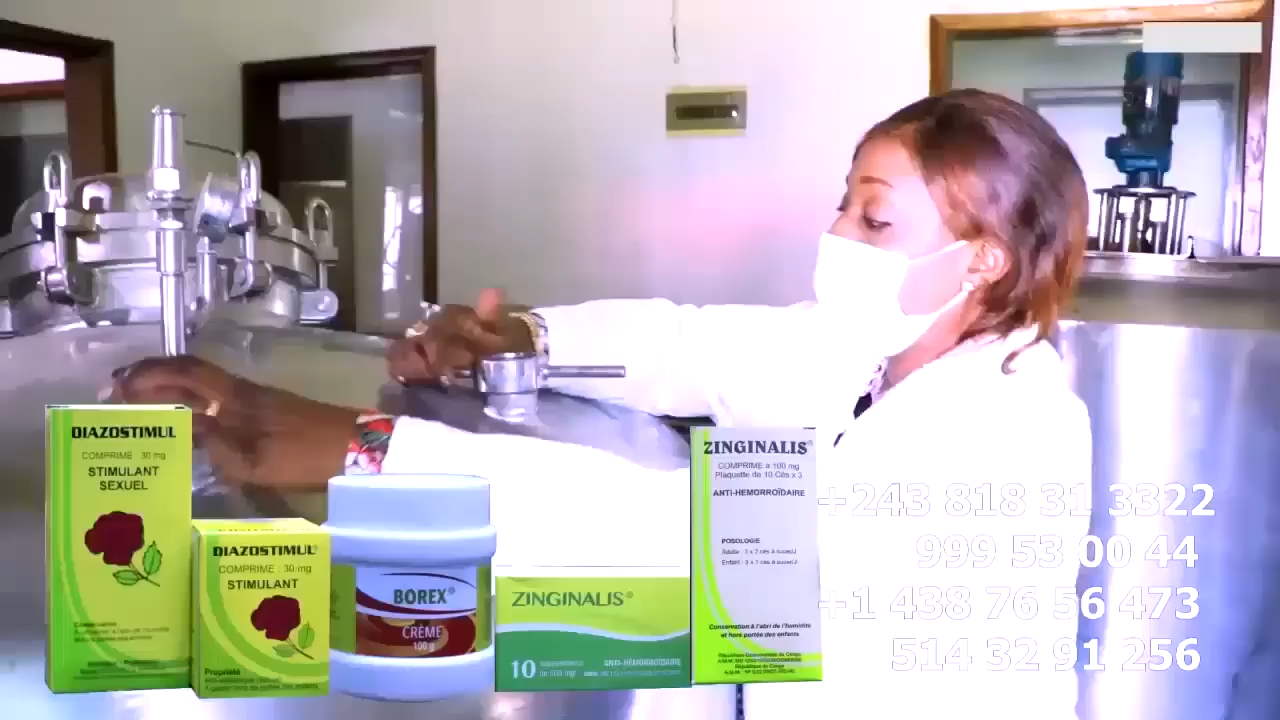 DIAZOSTIMUL
COMPRIME : 30 mg
STIMULANT
SEXUEL
DIAZOSTIMUL®
COMPRIME : 30 mg
STIMULANT
Propriété
BOREX®
CRÈME
100 g
ZINGINALIS®
10
ANTI-HÉMORROÏDAIRE
ZINGINALIS®
COMPRIME à 100 mg
Plaquette de 10 Cés x 3
ANTI-HEMORROÏDAIRE
POSOLOGIE
Conservation à l'abri de l'humidité
et hors portée des enfants
+243 818 31 3322
999 53 00 44
+1 438 76 56 473
514 32 91 256